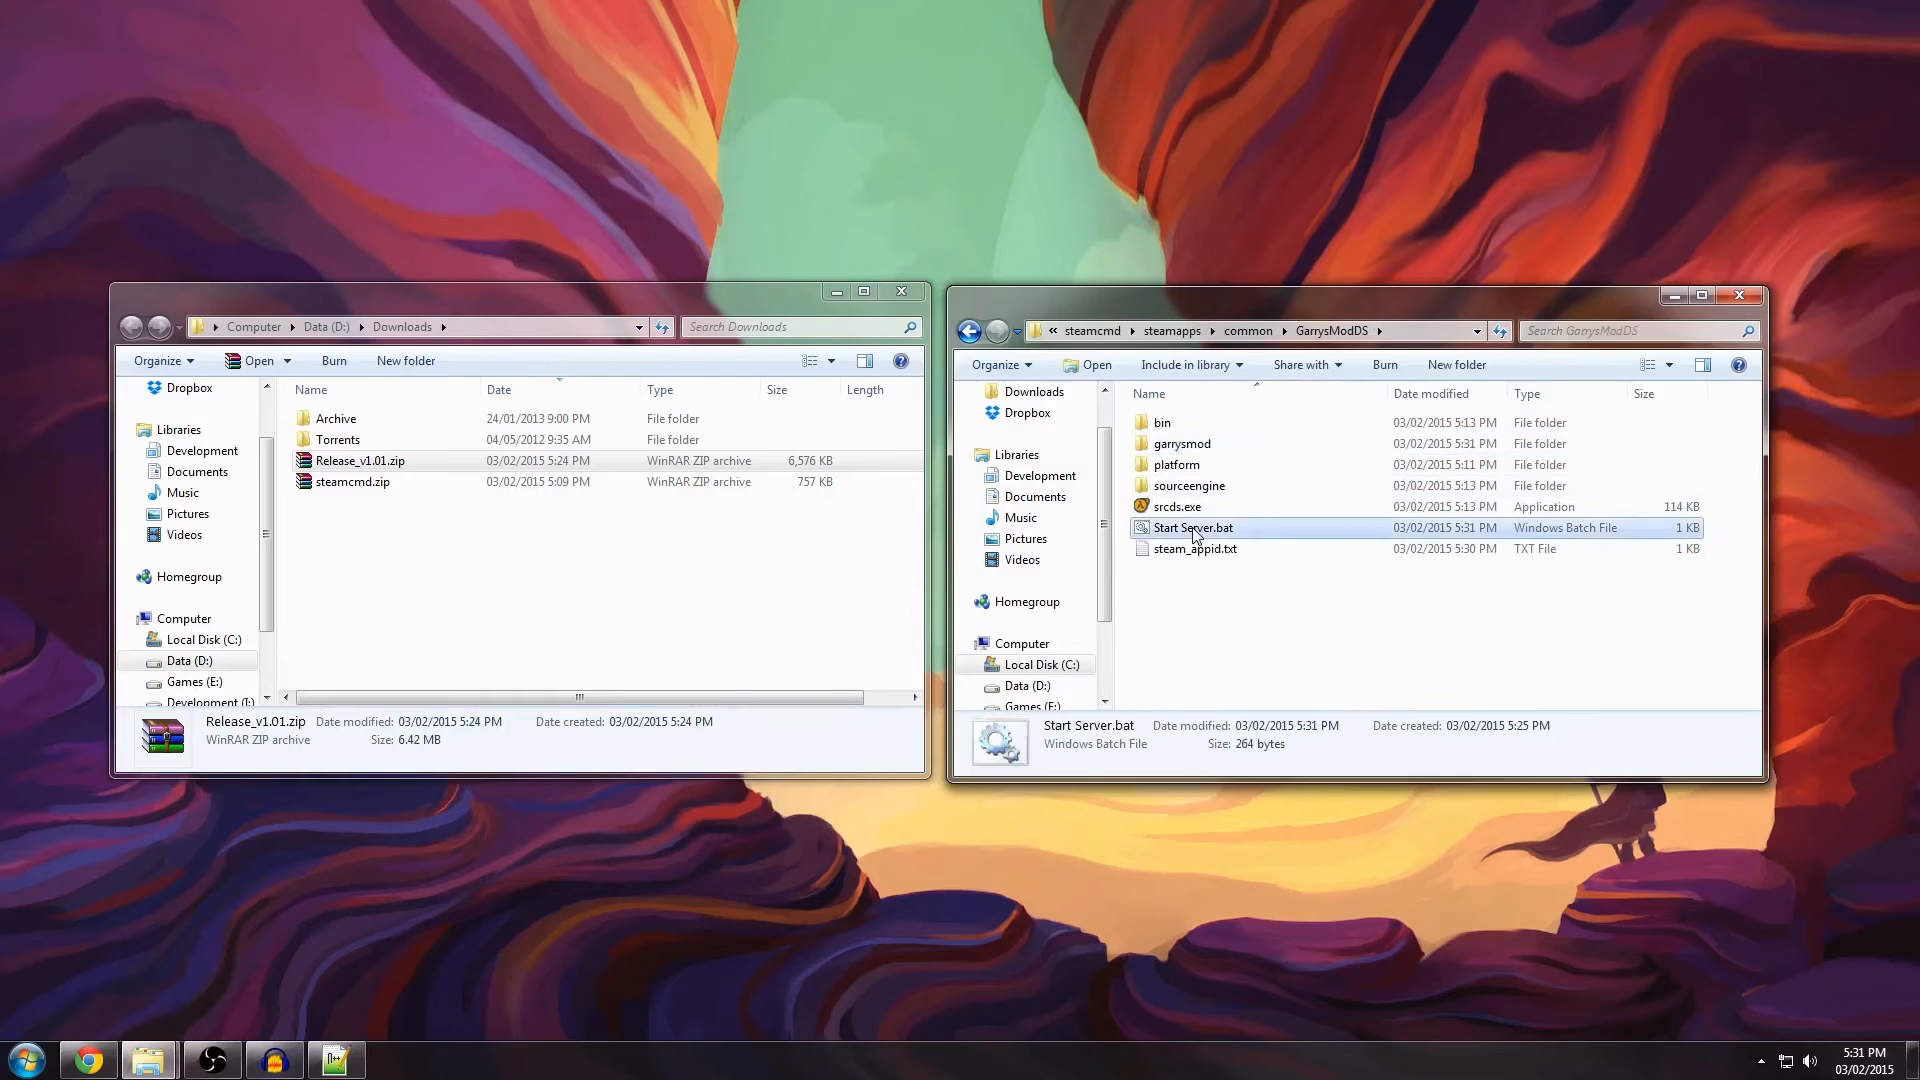 Computer Data (D:) Downloads
Search Downloads
Organize Open Burn New folder
Dropbox
Libraries
Development
Documents
Music
Pictures
Videos
Homegroup
Computer
Local Disk (C:)
Data (D:)
Games (E:)
Development (I:)
Name Date Type Size Length
Archive 24/01/2013 9:00 PM File folder
Torrents 04/05/2012 9:35 AM File folder
Release_v1.01.zip 03/02/2015 5:24 PM WinRAR ZIP archive 6,576 KB
steamcmd.zip 03/02/2015 5:09 PM WinRAR ZIP archive 757 KB
Release_v1.01.zip Date modified: 03/02/2015 5:24 PM Date created: 03/02/2015 5:24 PM
WinRAR ZIP archive Size: 6.42 MB
« steamcmd steamapps common GarrysModDS
Search GarrysModDS
Organize Open Include in library Share with Burn New folder
Downloads
Dropbox
Libraries
Development
Documents
Music
Pictures
Videos
Homegroup
Computer
Local Disk (C:)
Data (D:)
Games (E:)
Name Date modified Type Size
bin 03/02/2015 5:13 PM File folder
garrysmod 03/02/2015 5:31 PM File folder
platform 03/02/2015 5:11 PM File folder
sourceengine 03/02/2015 5:13 PM File folder
srcds.exe 03/02/2015 5:13 PM Application 114 KB
Start Server.bat 03/02/2015 5:31 PM Windows Batch File 1 KB
steam_appid.txt 03/02/2015 5:30 PM TXT File 1 KB
Start Server.bat Date modified: 03/02/2015 5:31 PM Date created: 03/02/2015 5:25 PM
Windows Batch File Size: 264 bytes
5:31 PM
03/02/2015